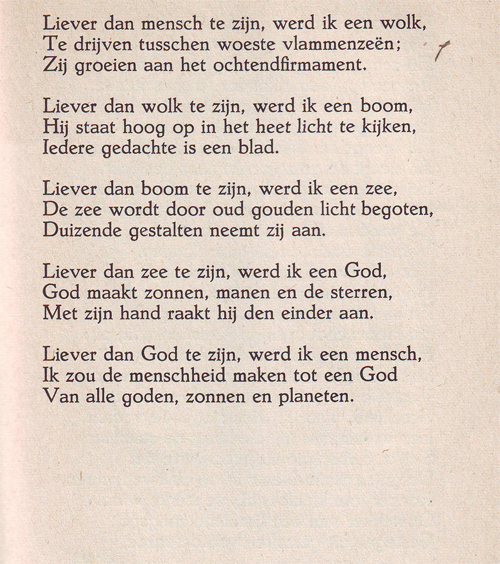 Liever dan mensch te zijn, werd ik een wolk,
Te drijven tusschen woeste vlammenzeën;
Zij groeien aan het ochtendfirmament.
Liever dan wolk te zijn, werd ik een boom,
Hij staat hoog op in het heet licht te kijken,
Iedere gedachte is een blad.
Liever dan boom te zijn, werd ik een zee,
De zee wordt door oud gouden licht begoten,
Duizende gestalten neemt zij aan.
Liever dan zee te zijn, werd ik een God,
God maakt zonnen, manen en de sterren,
Met zijn hand raakt hij den einder aan.
Liever dan God te zijn, werd ik een mensch,
Ik zou de menschheid maken tot een God
Van alle goden, zonnen en planeten.